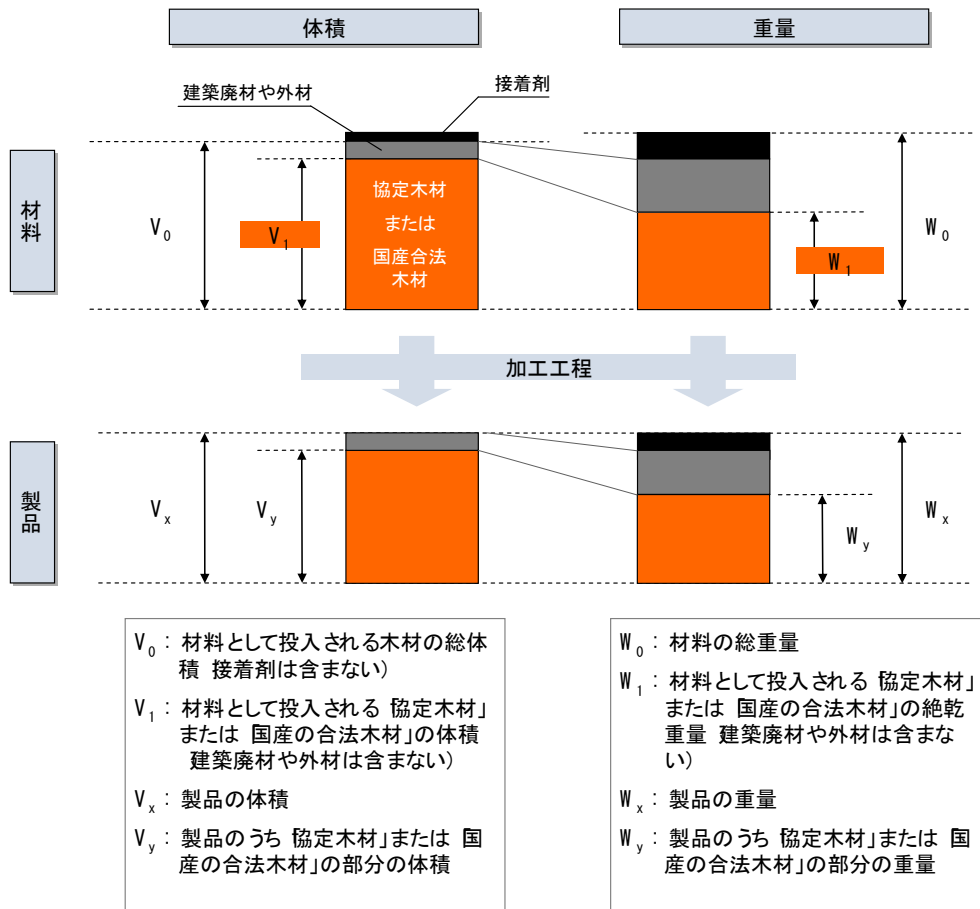 体積
重量
接着剤
建築廃材や外材
材料
協定木材
または
国産合法
木材
V0
V1
W1
W0
加工工程
製品
Vx
Vy
Wy
Wx
V0：材料として投入される木材の総体
積 接着剤は含まない）
V1：材料として投入される 「協定木材」
または 「国産の合法木材」の体積
建築廃材や外材は含まない）
Vx：製品の体積
Vy：製品のうち 「協定木材」または 「国
産の合法木材」の部分の体積
W0：材料の総重量
W1：材料として投入される 「協定木材」
または 「国産の合法木材」の絶乾
重量 建築廃材や外材は含まな
い）
Wx：製品の重量
Wy：製品のうち 「協定木材」または 「国
産の合法木材」の部分の重量